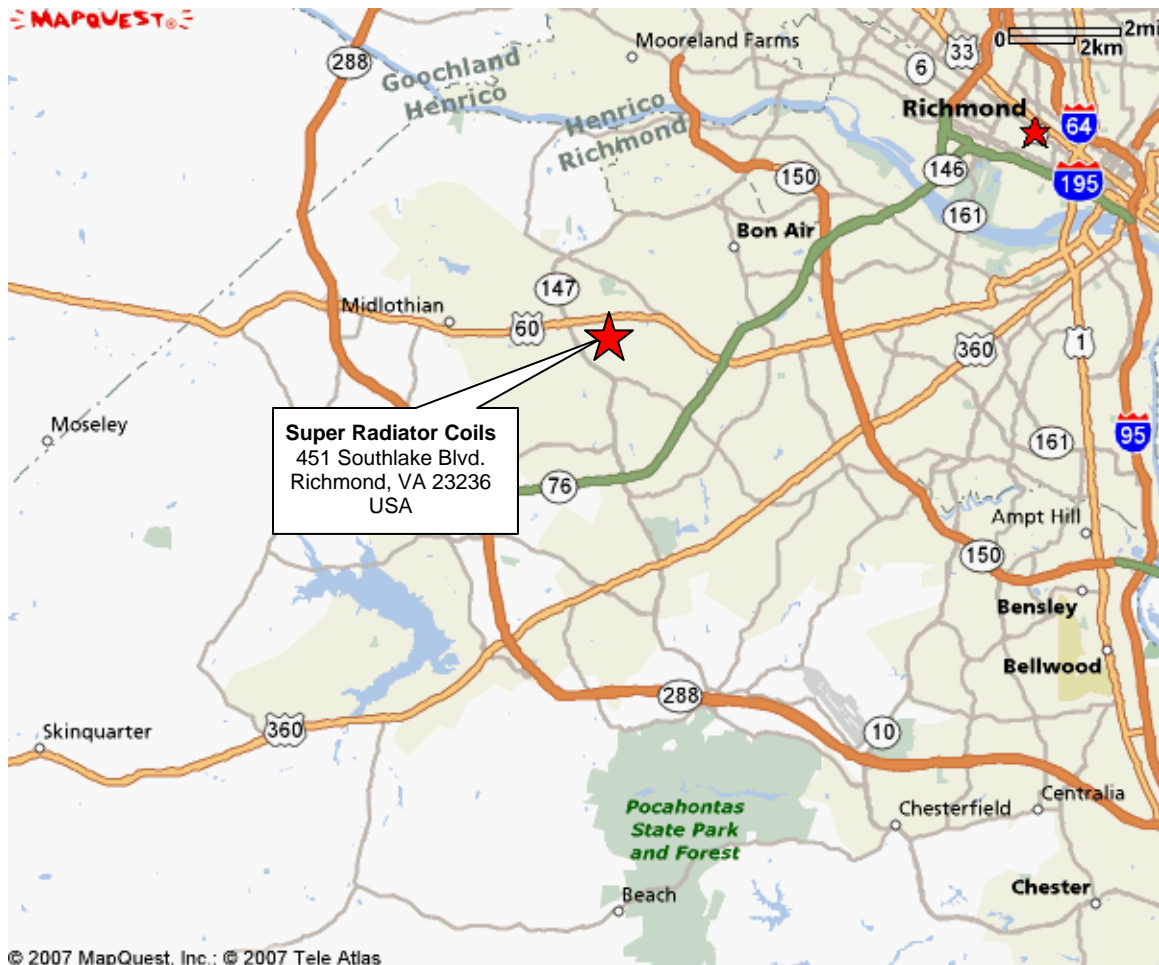 MAPQUEST®
288
Mooreland Farms
33
0
2mi
2km
6
Goochland
Henrico
Henrico
Richmond
Richmond
64
150
146
195
161
Bon Air
147
Midlothian
60
360
1
Moseley
Super Radiator Coils
451 Southlake Blvd.
Richmond, VA 23236
USA
161
95
76
Ampt Hill
150
Bensley
Bellwood
288
360
Skinquarter
10
Pocahontas
State Park
and Forest
Chesterfield
Centralia
Beach
Chester
© 2007 MapQuest, Inc.; © 2007 Tele Atlas